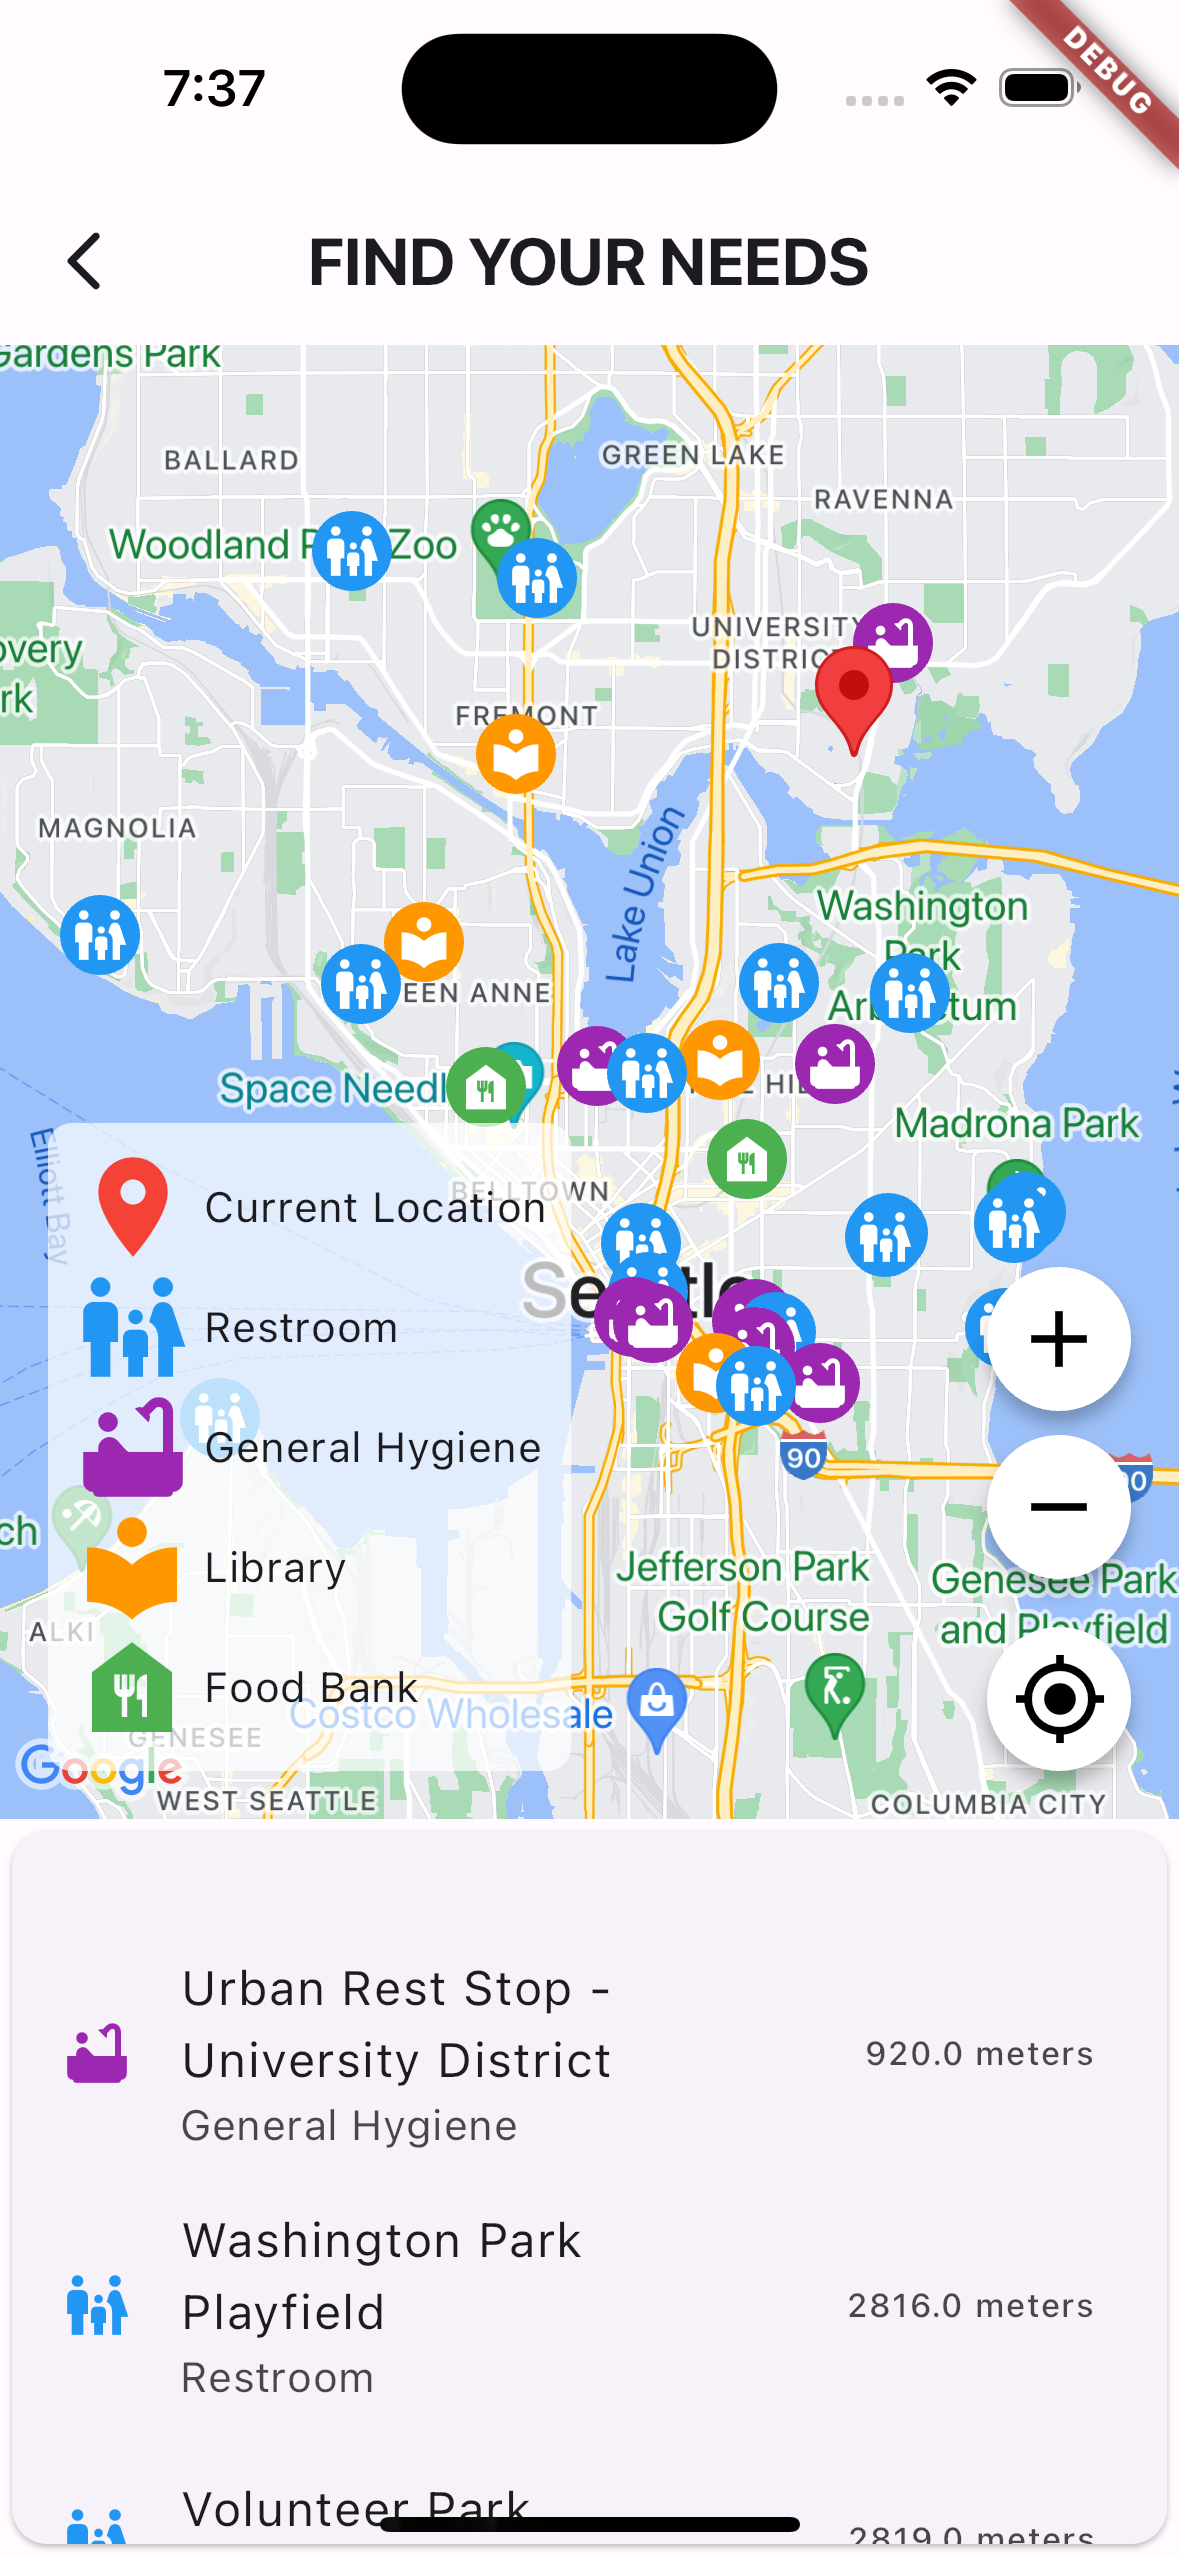 7:37
DEBUG
FIND YOUR NEEDS
Gardens Park
BALLARD
GREEN LAKE
RAVENNA
Woodland
Zoo
UNIVERSITY
DISTRICT
overy
rk
FREMONT
MAGNOLIA
Lake Union
Washington
Park
EEN ANNE
Space Needl
Madrona Park
Elliott Bay
BELLTOWN
Seattle
Current Location
Restroom
General Hygiene
Library
Food Bank
90
90
ch
Jefferson Park
Golf Course
Genesee Park
and Playfield
ALKI
Costco Wholesale
GENESEE
Google
WEST SEATTLE
COLUMBIA CITY
Urban Rest Stop -
University District
General Hygiene
920.0 meters
Washington Park
Playfield
Restroom
2816.0 meters
Volunteer Park
2819.0 meters